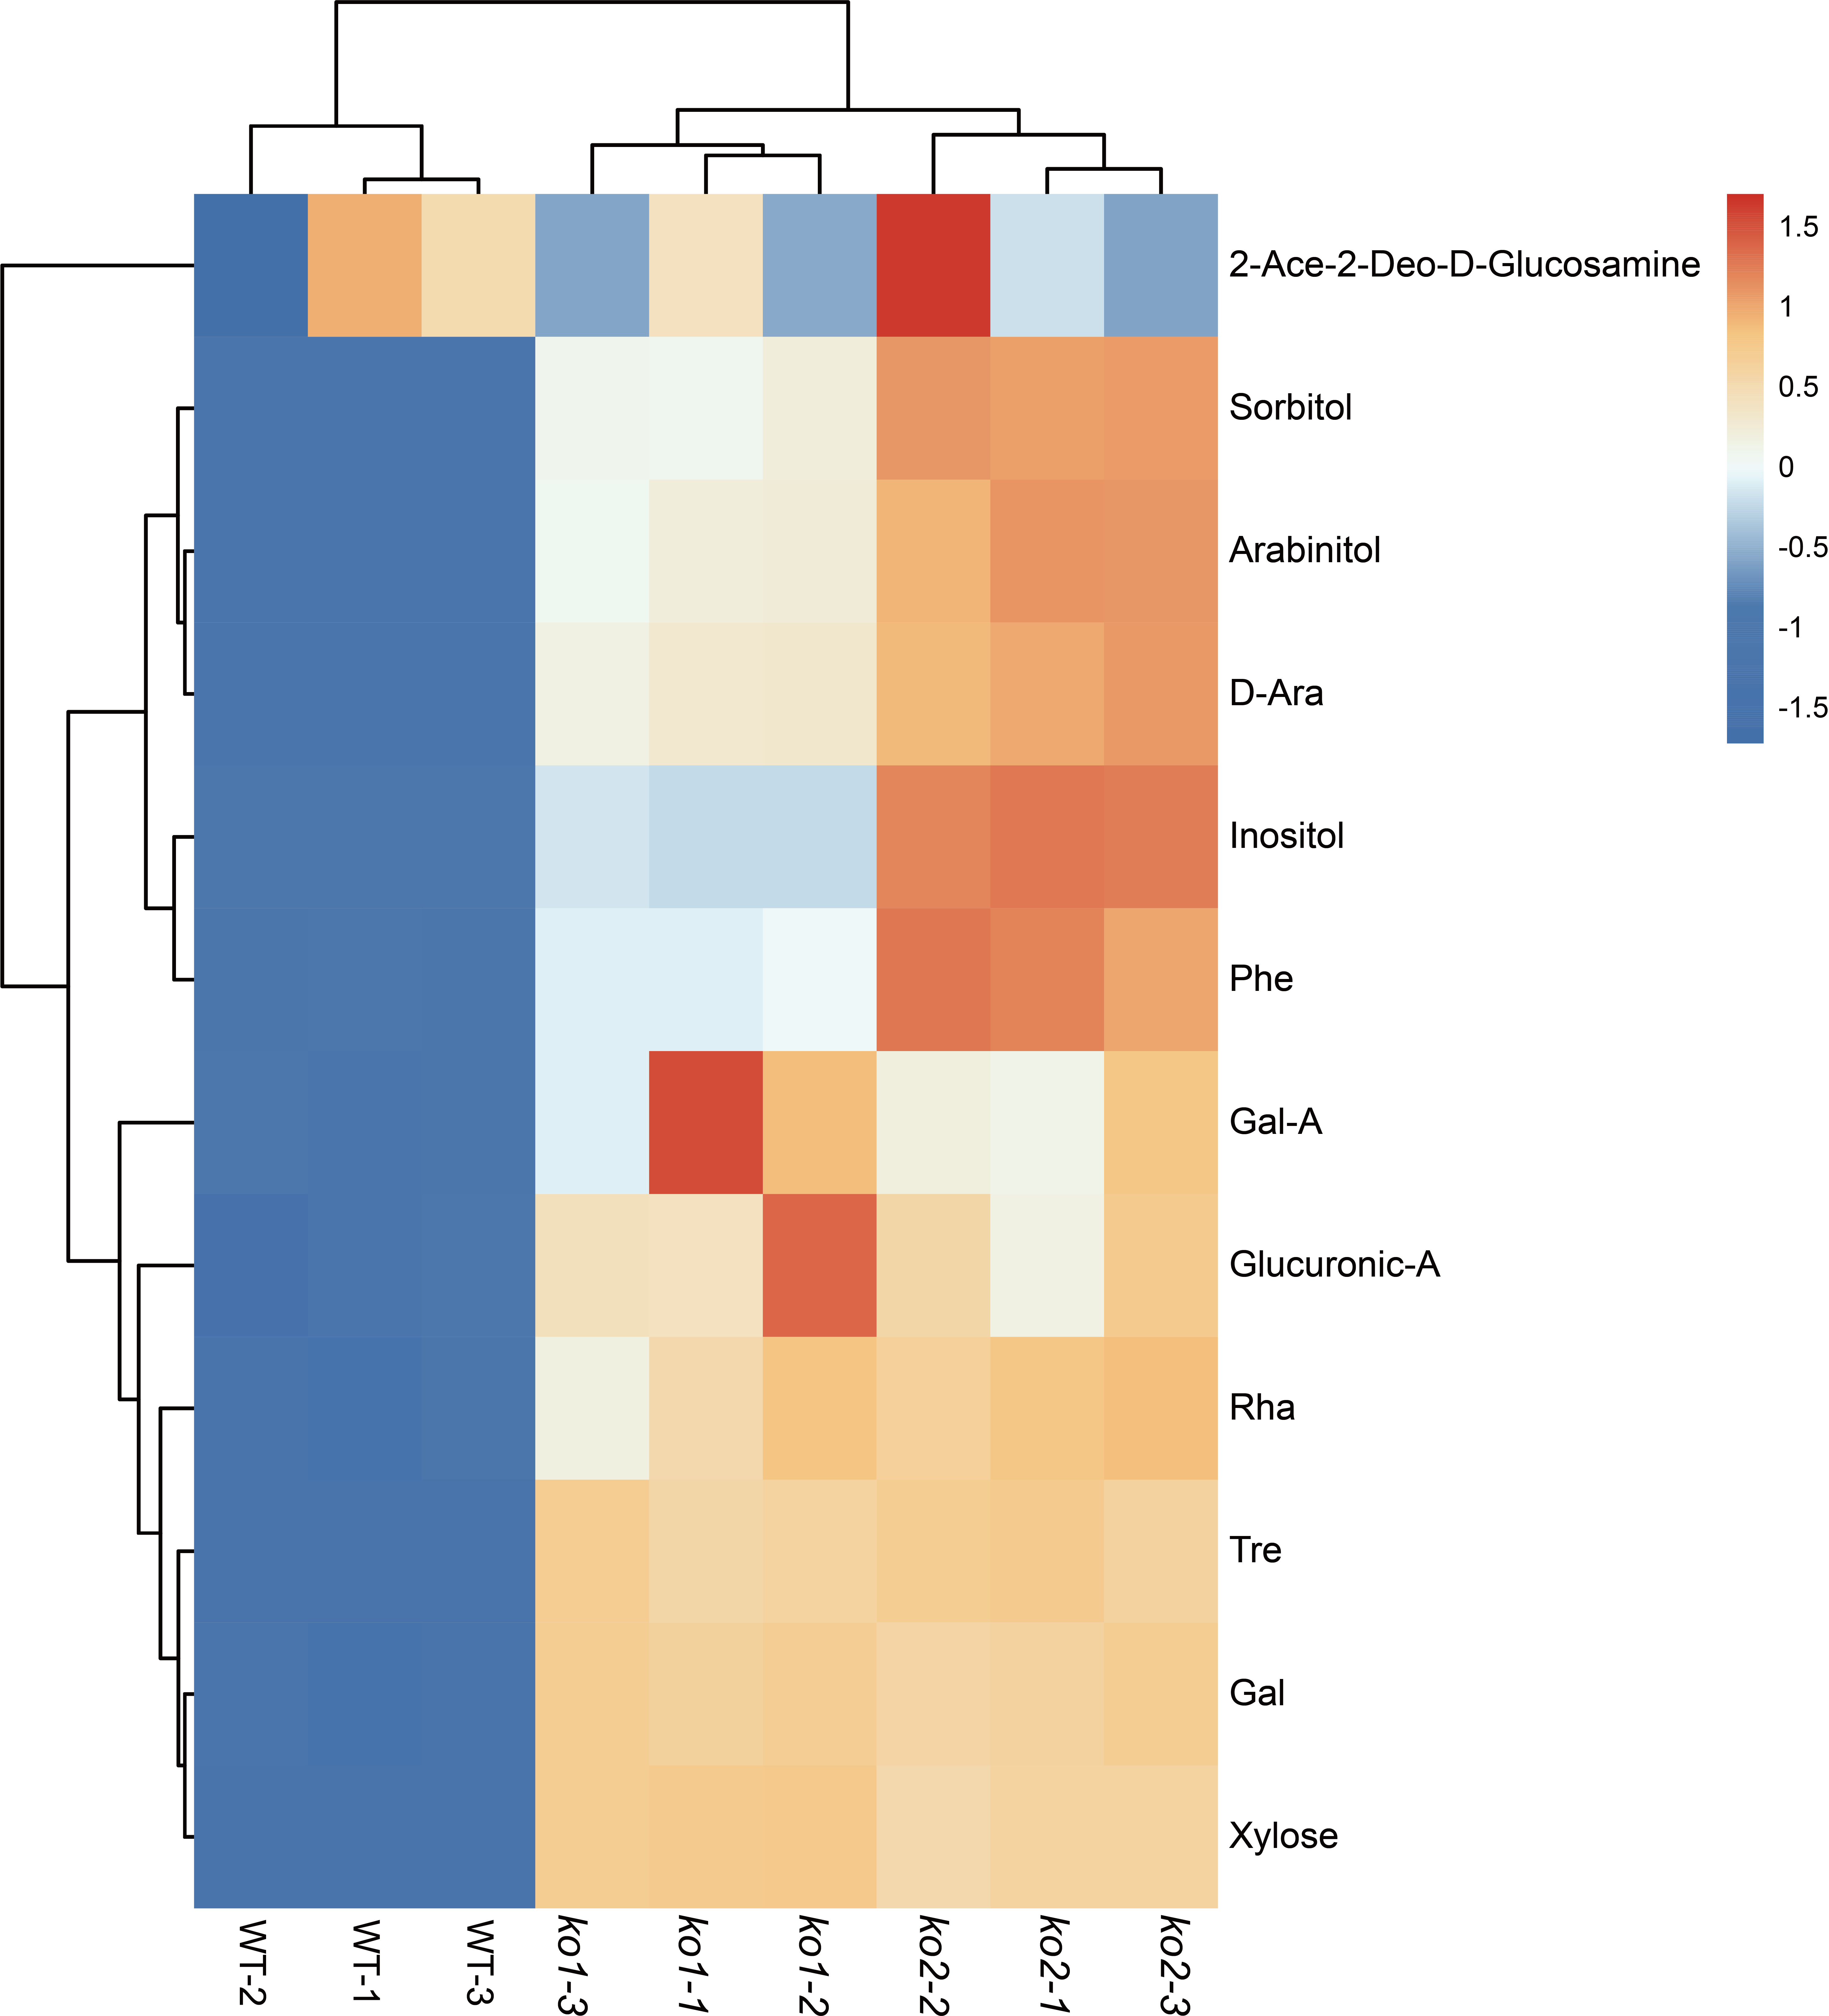 2-Ace-2-Deo-D-Glucosamine
Sorbitol
Arabinitol
D-Ara
Inositol
Phe
Gal-A
Glucuronic-A
Rha
Tre
Gal
Xylose
1.5
1
0.5
0
-0.5
-1
-1.5
WT-2
WT-1
WT-3
ko1-3
ko1-1
ko1-2
ko2-2
ko2-1
ko2-3